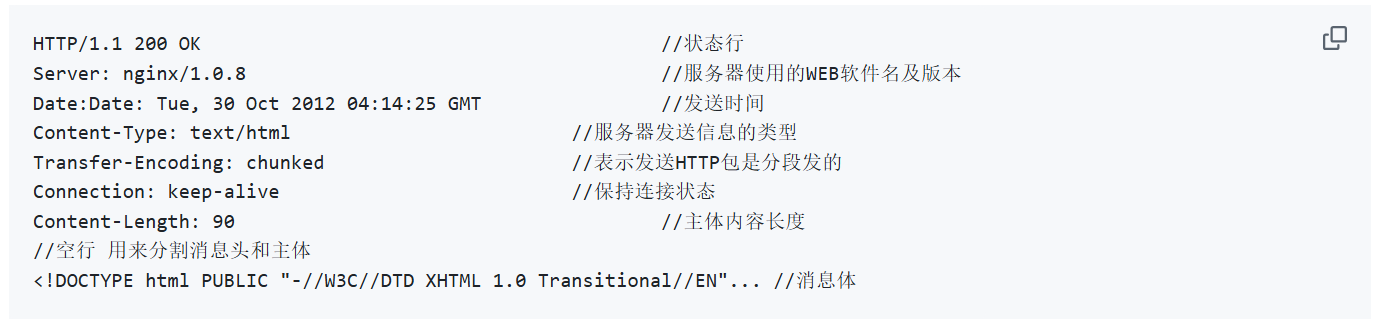 HTTP/1.1 200 OK //状态行
Server: nginx/1.0.8 //服务器使用的WEB软件名及版本
Date:Date: Tue, 30 Oct 2012 04:14:25 GMT //发送时间
Content-Type: text/html //服务器发送信息的类型
Transfer-Encoding: chunked //表示发送HTTP包是分段发的
Connection: keep-alive //保持连接状态
Content-Length: 90 //主体内容长度
//空行 用来分割消息头和主体
<!DOCTYPE html PUBLIC "-//W3C//DTD XHTML 1.0 Transitional//EN"... //消息体